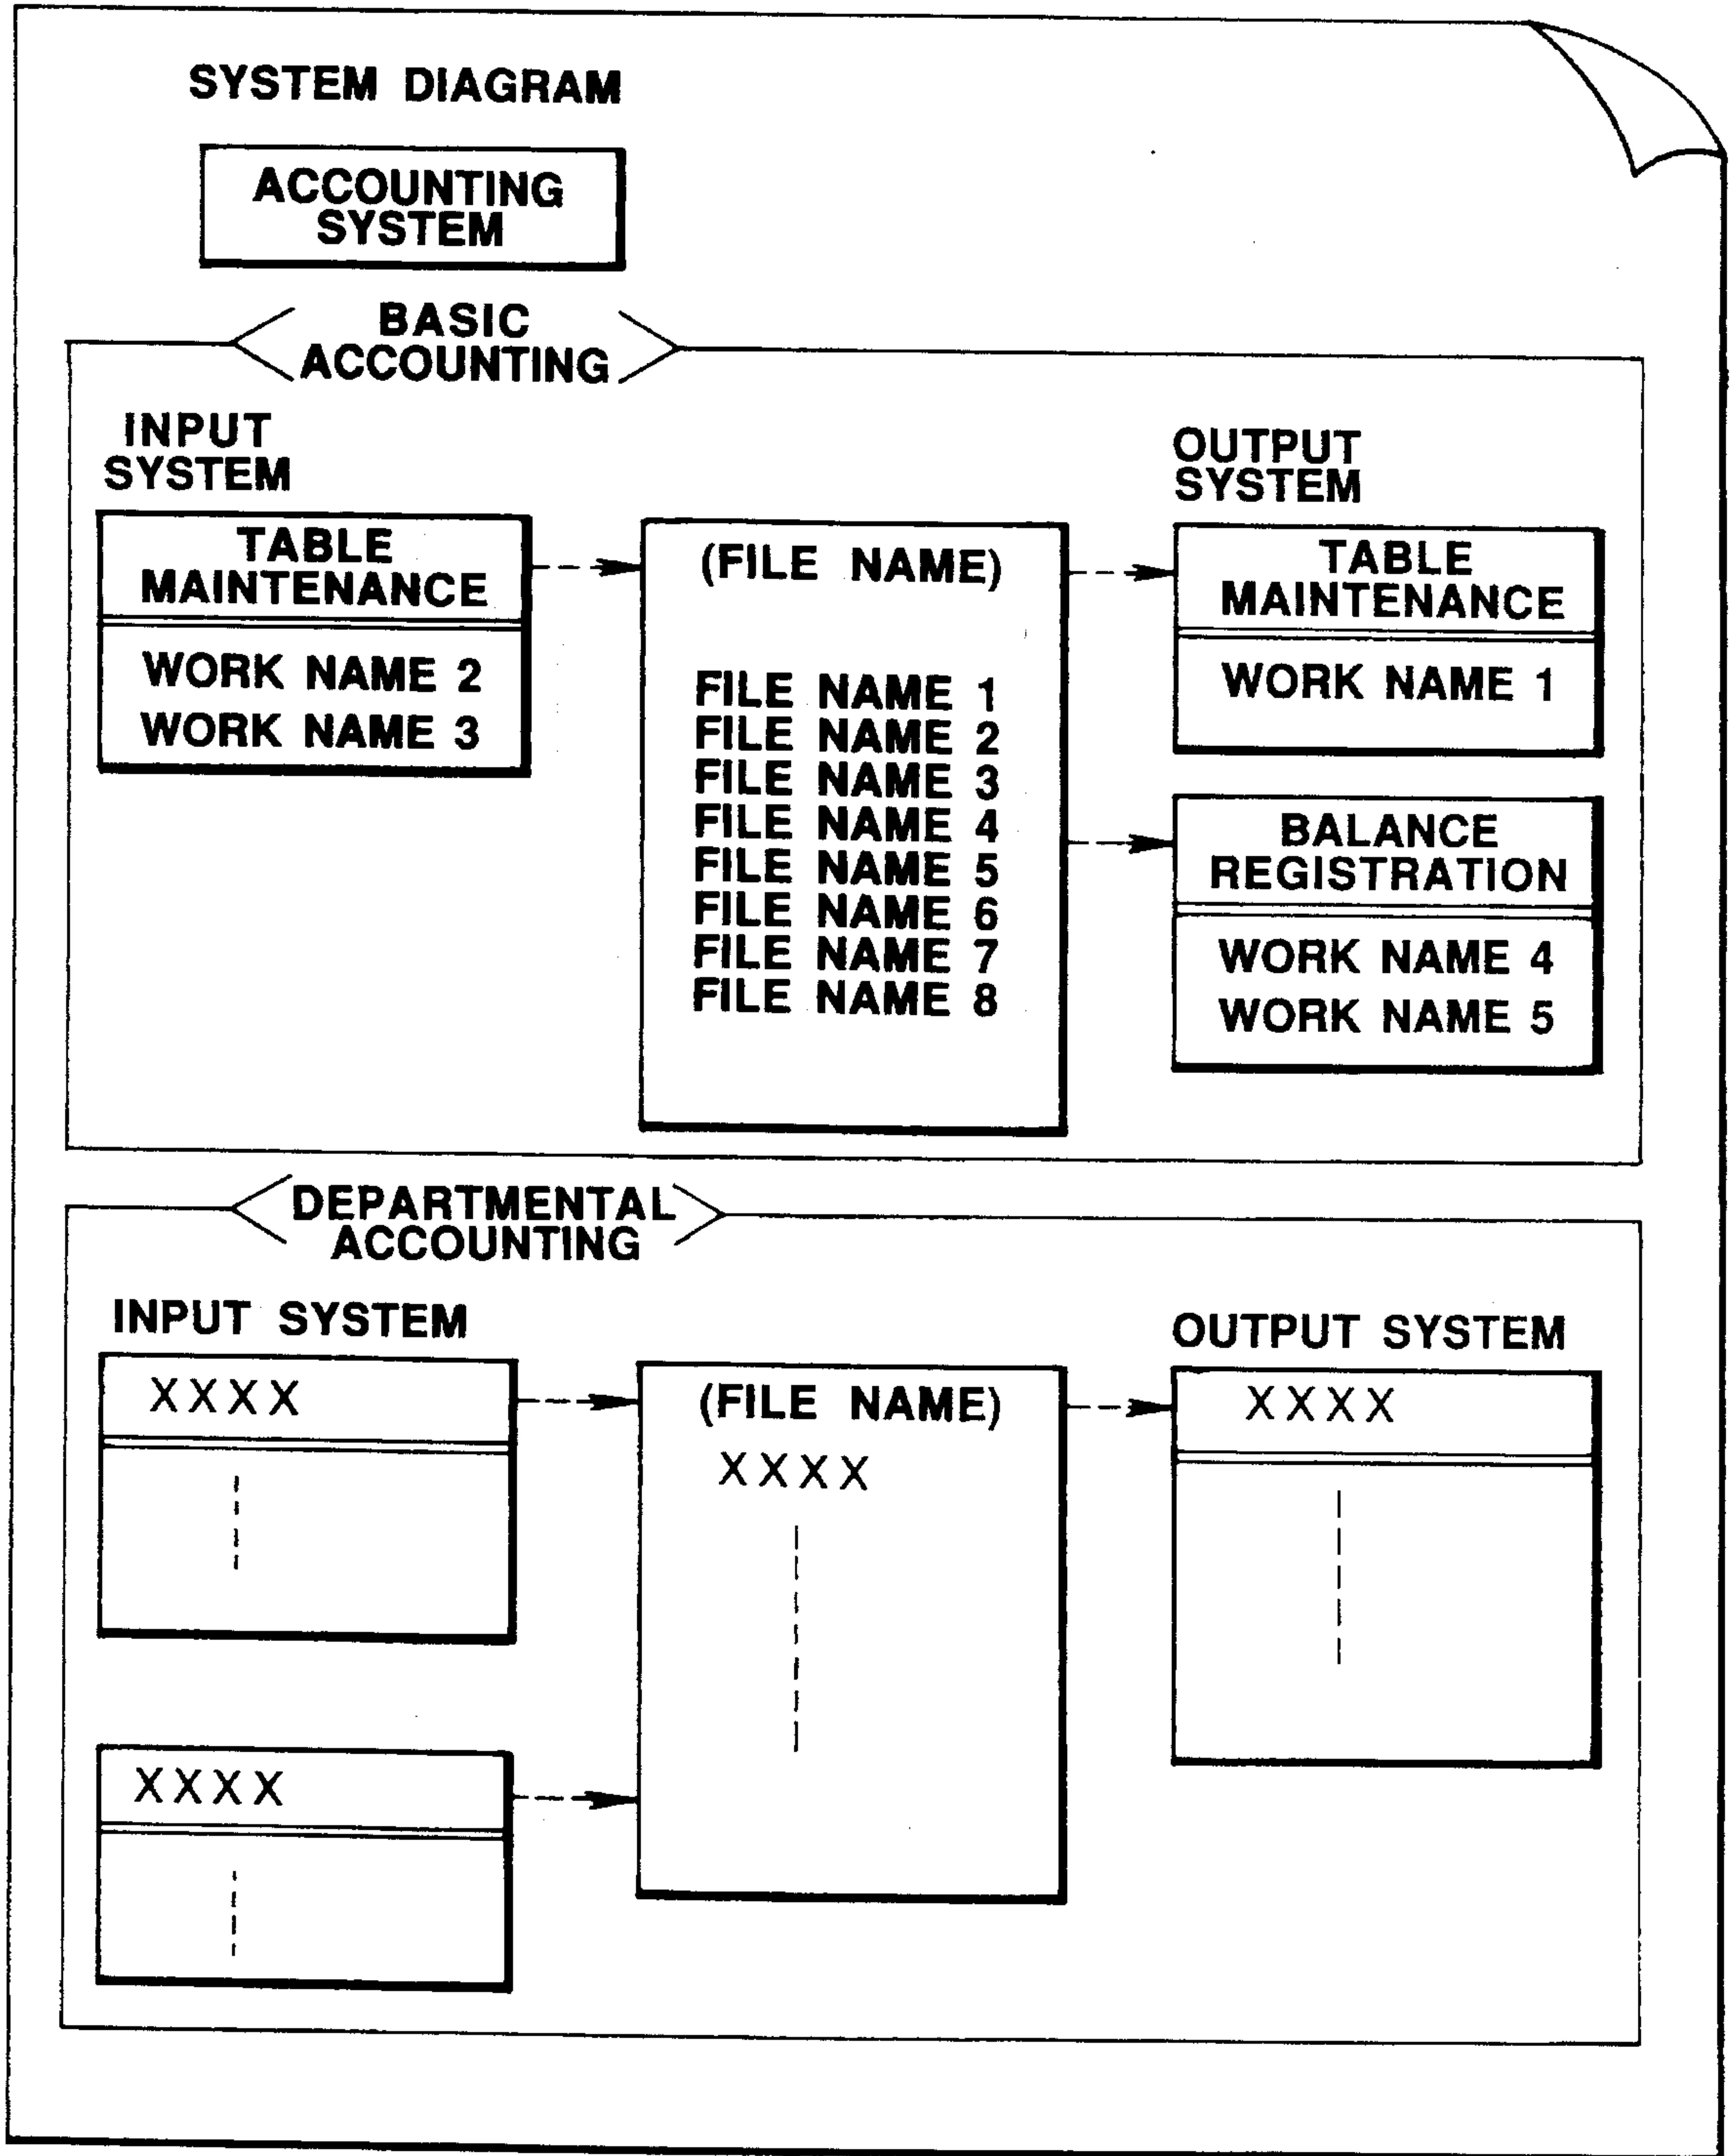 SYSTEM DIAGRAM
ACCOUNTING
SYSTEM
BASIC
ACCOUNTING
INPUT
SYSTEM
TABLE
MAINTENANCE
WORK NAME 2
WORK NAME 3
(FILE NAME)
FILE NAME 1
FILE NAME 2
FILE NAME 3
FILE NAME 4
FILE NAME 5
FILE NAME 6
FILE NAME 7
FILE NAME 8
OUTPUT
SYSTEM
TABLE
MAINTENANCE
WORK NAME 1
BALANCE
REGISTRATION
WORK NAME 4
WORK NAME 5
DEPARTMENTAL
ACCOUNTING
INPUT SYSTEM
XXXX
XXXX
(FILE NAME)
XXXX
OUTPUT SYSTEM
XXXX